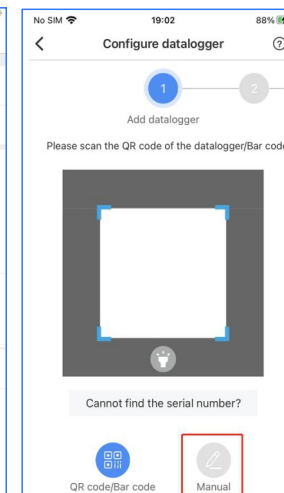 No SIM 19:02 88%
Configure datalogger ?
1 2
Add datalogger
Please scan the QR code of the datalogger/Bar code
Cannot find the serial number?
QR code/Bar code Manual